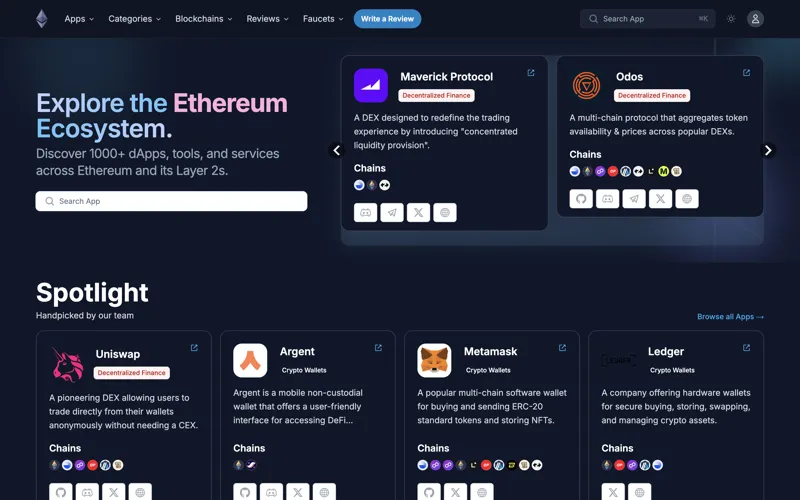 Apps
Categories
Blockchains
Reviews
Faucets
Write a Review
Search App
⌘K
Explore the Ethereum
Ecosystem.
Discover 1000+ dApps, tools, and services
across Ethereum and its Layer 2s.
Search App
Maverick Protocol
Decentralized Finance
A DEX designed to redefine the trading
experience by introducing "concentrated
liquidity provision".
Chains
Odos
Decentralized Finance
A multi-chain protocol that aggregates token
availability & prices across popular DEXs.
Chains
Spotlight
Handpicked by our team
Browse all Apps →
Uniswap
Decentralized Finance
A pioneering DEX allowing users to
trade directly from their wallets
anonymously without needing a CEX.
Chains
Argent
Crypto Wallets
Argent is a mobile non-custodial
wallet that offers a user-friendly
interface for accessing DeFi...
Chains
Metamask
Crypto Wallets
A popular multi-chain software wallet
for buying and sending ERC-20
standard tokens and storing NFTs.
Chains
LEDGER
Ledger
Crypto Wallets
A company offering hardware wallets
for secure buying, storing, swapping,
and managing crypto assets.
Chains